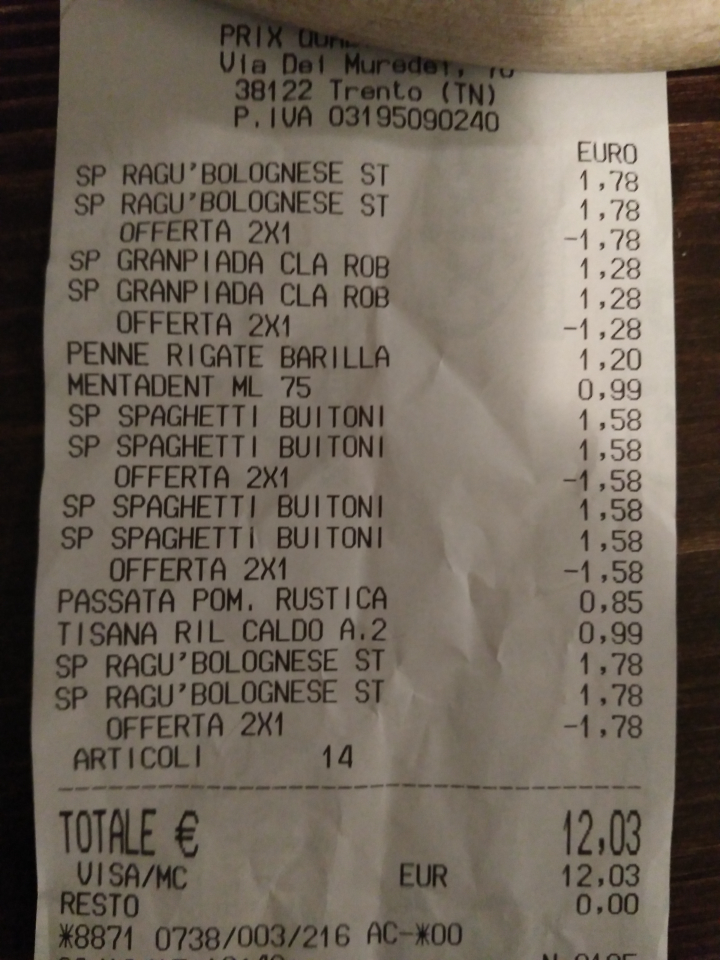 PRIX
Via Dei Muredei,
38122 Trento (TN)
P.IVA 03195090240
EURO
SP RAGU'BOLOGNESE ST 1,78
SP RAGU'BOLOGNESE ST 1,78
OFFERTA 2X1 -1,78
SP GRANPIADA CLA ROB 1,28
SP GRANPIADA CLA ROB 1,28
OFFERTA 2X1 -1,28
PENNE RIGATE BARILLA 1,20
MENTADENT ML 75 0,99
SP SPAGHETTI BUITONI 1,58
SP SPAGHETTI BUITONI 1,58
OFFERTA 2X1 -1,58
SP SPAGHETTI BUITONI 1,58
SP SPAGHETTI BUITONI 1,58
OFFERTA 2X1 -1,58
PASSATA POM. RUSTICA 0,85
TISANA RIL CALDO A.2 0,99
SP RAGU'BOLOGNESE ST 1,78
SP RAGU'BOLOGNESE ST 1,78
OFFERTA 2X1 -1,78
ARTICOLI 14
TOTALE € 12,03
VISA/MC EUR 12,03
RESTO 0,00
*8871 0738/003/216 AC-*00